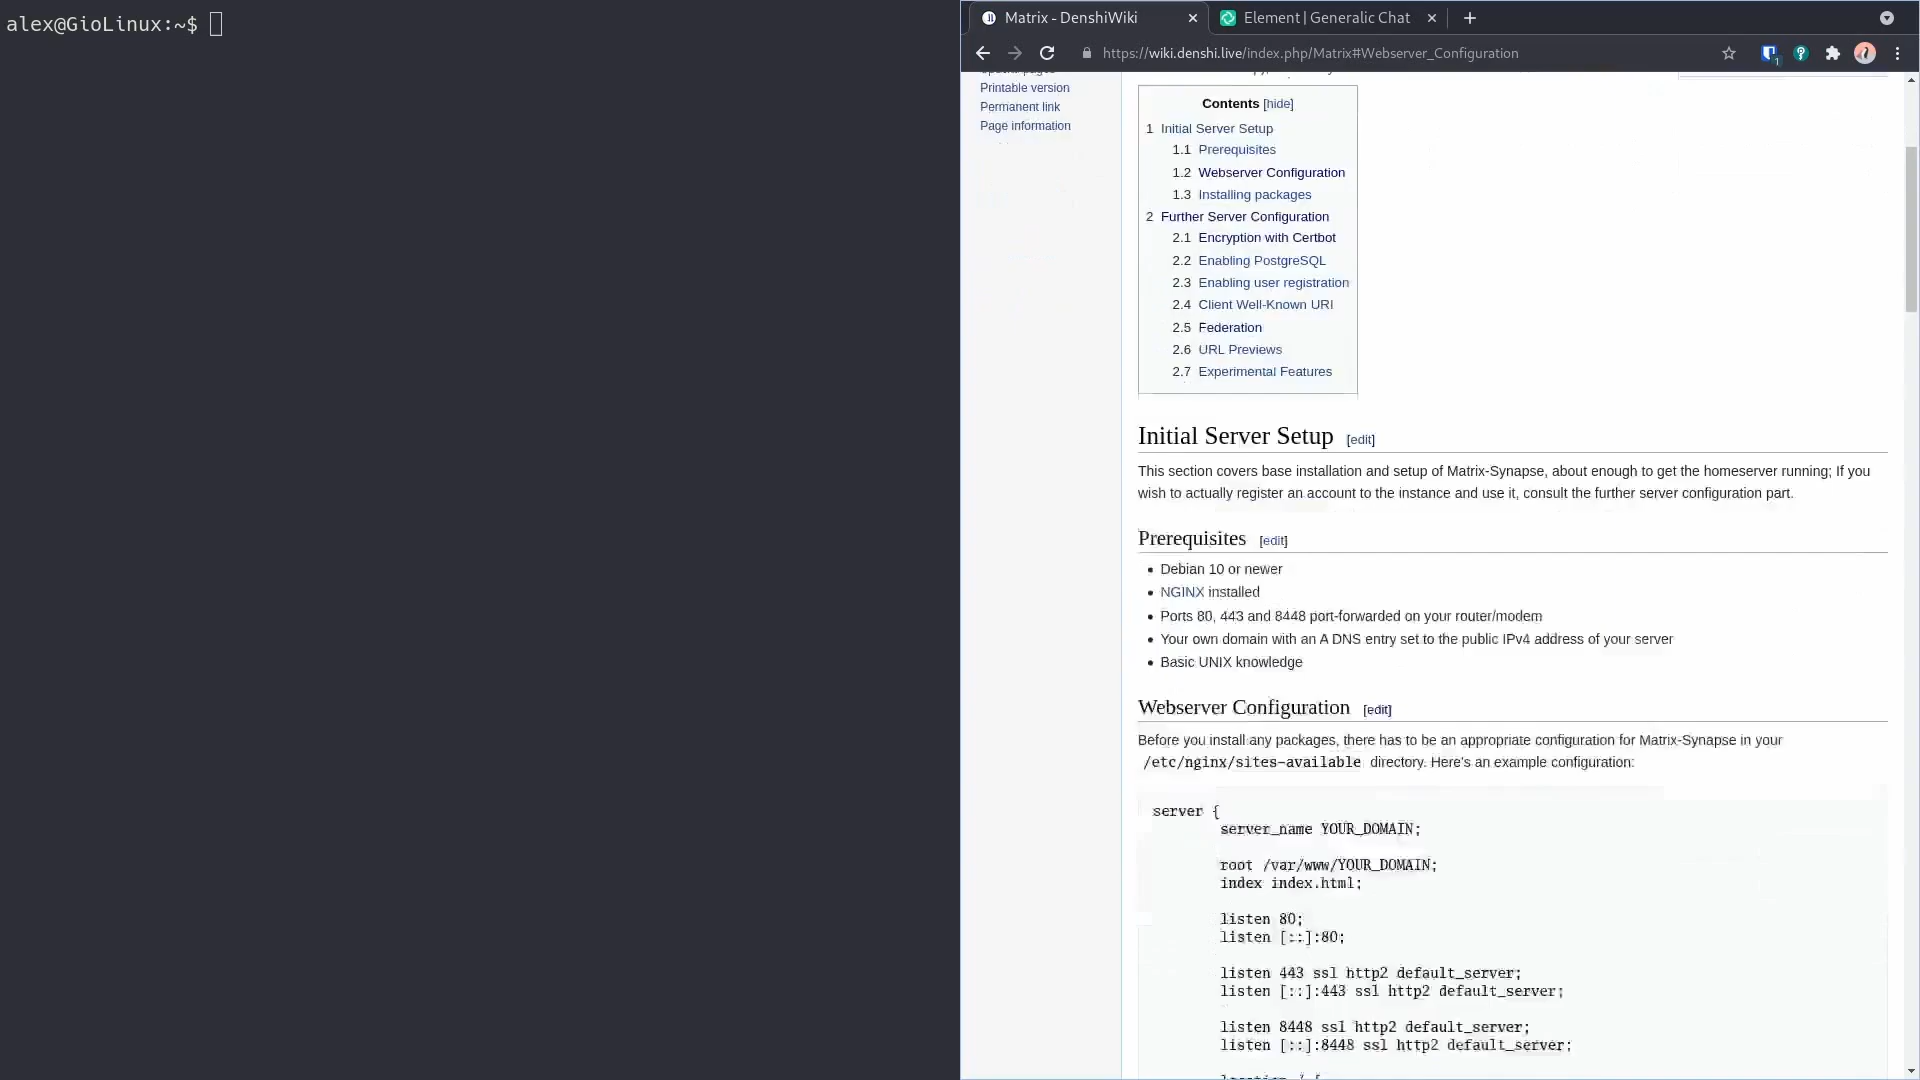 alex@GioLinux:~$
Matrix - DenshiWiki
Element | Generalic Chat
https://wiki.denshi.live/index.php/Matrix#Webserver_Configuration
1
Printable version
Permanent link
Page information
Contents [hide]
1 Initial Server Setup
1.1 Prerequisites
1.2 Webserver Configuration
1.3 Installing packages
2 Further Server Configuration
2.1 Encryption with Certbot
2.2 Enabling PostgreSQL
2.3 Enabling user registration
2.4 Client Well-Known URI
2.5 Federation
2.6 URL Previews
2.7 Experimental Features
Initial Server Setup [edit]
This section covers base installation and setup of Matrix-Synapse, about enough to get the homeserver running; If you
wish to actually register an account to the instance and use it, consult the further server configuration part.
Prerequisites [edit]
Debian 10 or newer
NGINX installed
Ports 80, 443 and 8448 port-forwarded on your router/modem
Your own domain with an A DNS entry set to the public IPv4 address of your server
Basic UNIX knowledge
Webserver Configuration [edit]
Before you install any packages, there has to be an appropriate configuration for Matrix-Synapse in your
/etc/nginx/sites-available directory. Here's an example configuration:
server {
server_name YOUR_DOMAIN;
root /var/www/YOUR_DOMAIN;
index index.html;
listen 80;
listen [::]:80;
listen 443 ssl http2 default_server;
listen [::]:443 ssl http2 default_server;
listen 8448 ssl http2 default_server;
listen [::]:8448 ssl http2 default_server;